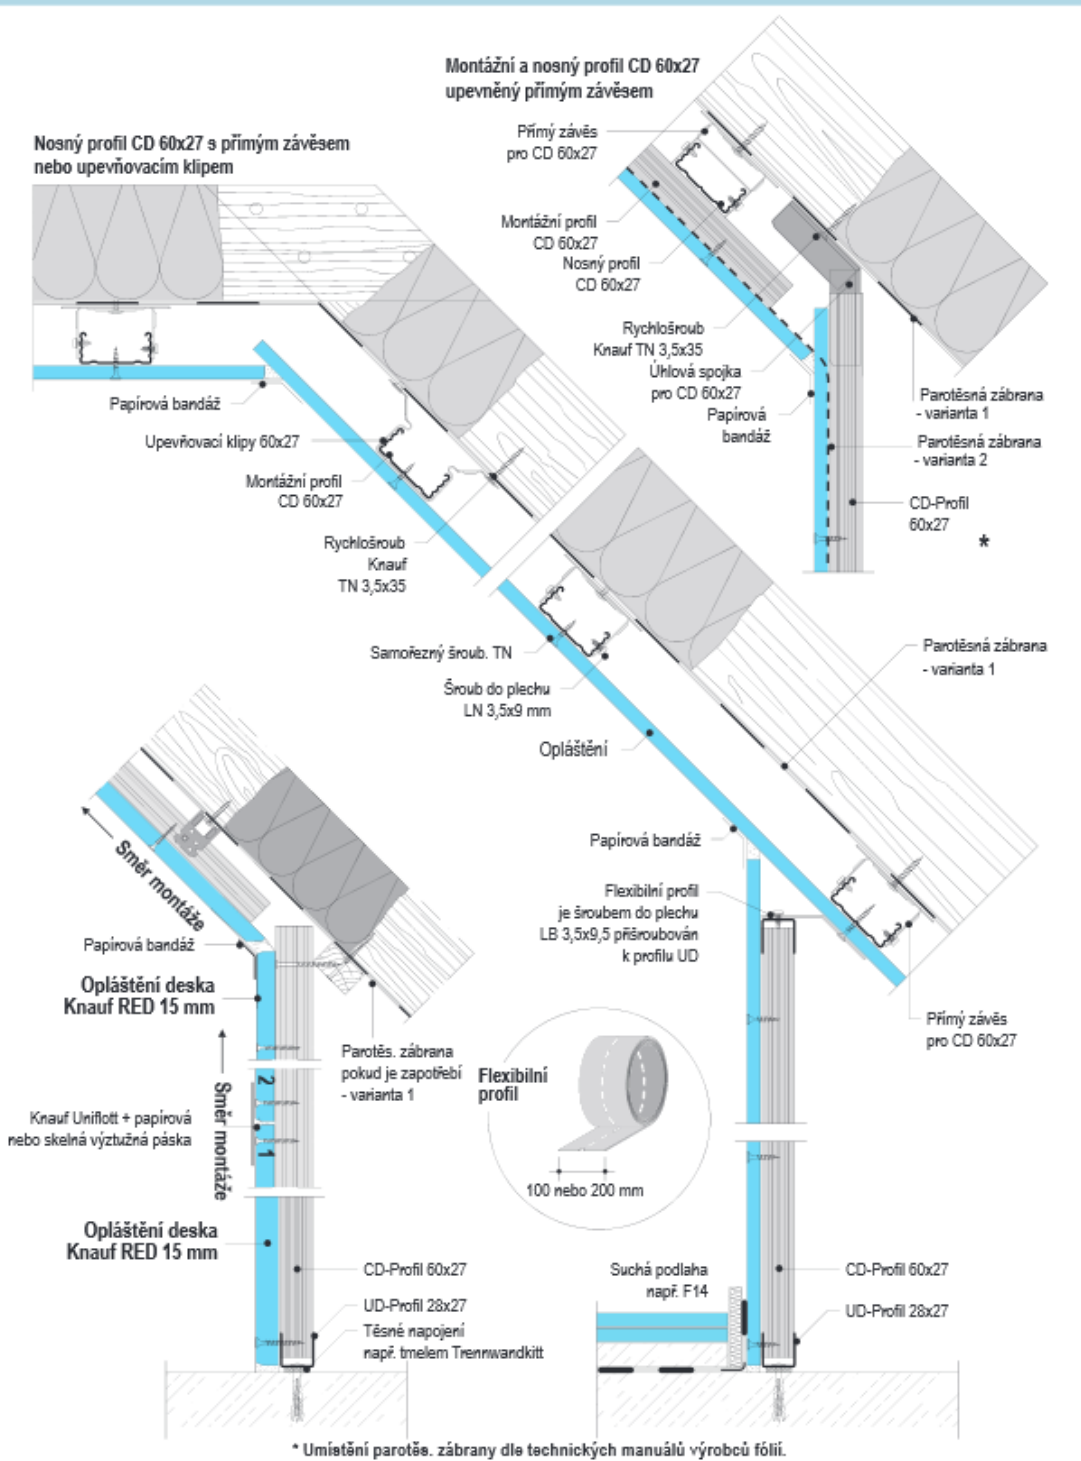 Montážní a nosný profil CD 60x27
upevněný přímým závěsem
Nosný profil CD 60x27 s přímým závěsem
nebo upevňovacím klipem
Přímý závěs
pro CD 60x27
Montážní profil
CD 60x27
Nosný profil
CD 60x27
Rychlošroub
Knauf TN 3,5x35
Úhlová spojka
pro CD 60x27
Papírová
bandáž
Parotěsná zábrana
- varianta 1
Parotěsná zábrana
- varianta 2
CD-Profil
60x27
*
Papírová bandáž
Upevňovací klipy 60x27
Montážní profil
CD 60x27
Rychlošroub
Knauf
TN 3,5x35
Samořezný šroub. TN
Šroub do plechu
LN 3,5x9 mm
Opláštění
Parotěsná zábrana
- varianta 1
Papírová bandáž
Flexibilní profil
je šroubem do plechu
LB 3,5x9,5 přišroubován
k profilu UD
Přímý závěs
pro CD 60x27
Směr montáže
Papírová bandáž
Opláštění deska
Knauf RED 15 mm
Parotěs. zábrana
pokud je zapotřebí
- varianta 1
2
1
Směr montáže
Knauf Uniflott + papírová
nebo skelná výztužná páska
Flexibilní
profil
100 nebo 200 mm
Opláštění deska
Knauf RED 15 mm
CD-Profil 60x27
UD-Profil 28x27
Těsné napojení
např. tmelem Trennwandkitt
Suchá podlaha
např. F14
CD-Profil 60x27
UD-Profil 28x27
* Umístění parotěs. zábrany dle technických manuálů výrobců fólií.